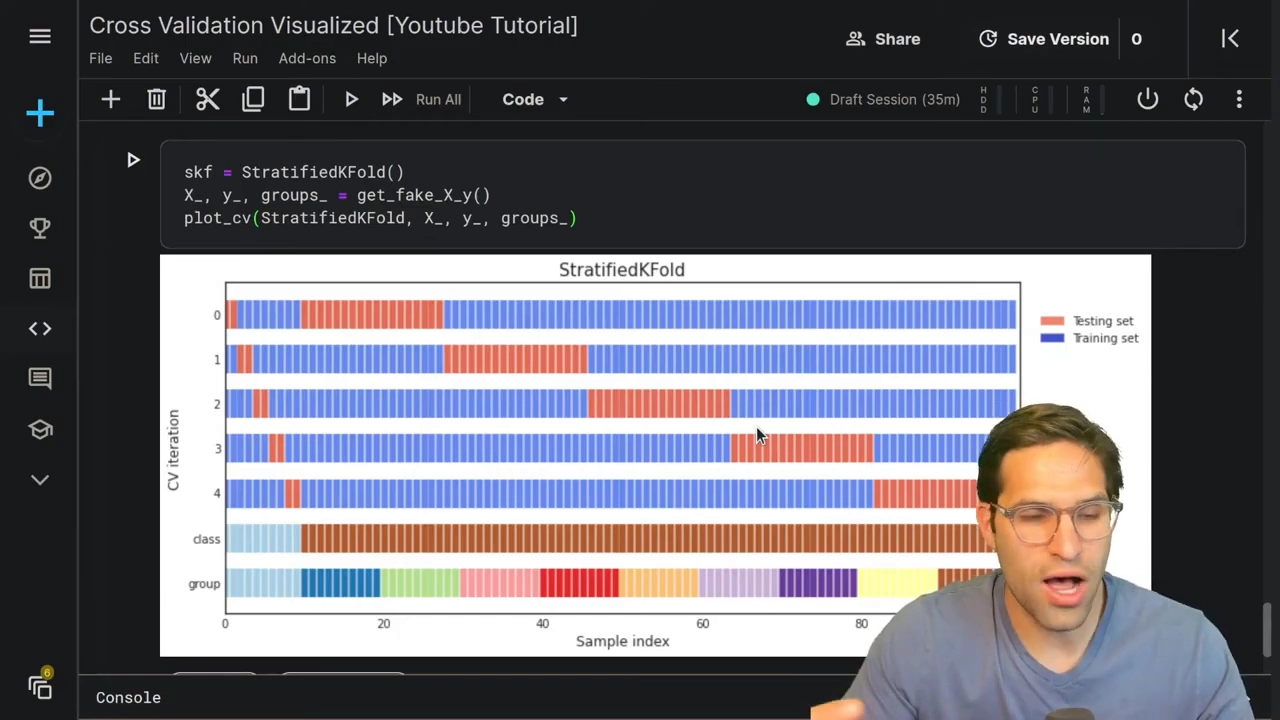 Cross Validation Visualized [Youtube Tutorial]
Share
Save Version
0
File
Edit
View
Run
Add-ons
Help
Run All
Code
Draft Session (35m)
HDD
CPU
RAM
skf = StratifiedKFold()
X_, y_, groups_ = get_fake_X_y()
plot_cv(StratifiedKFold, X_, y_, groups_)
StratifiedKFold
Testing set
Training set
CV iteration
0
1
2
3
4
class
group
0
20
40
60
80
Sample index
6
Console